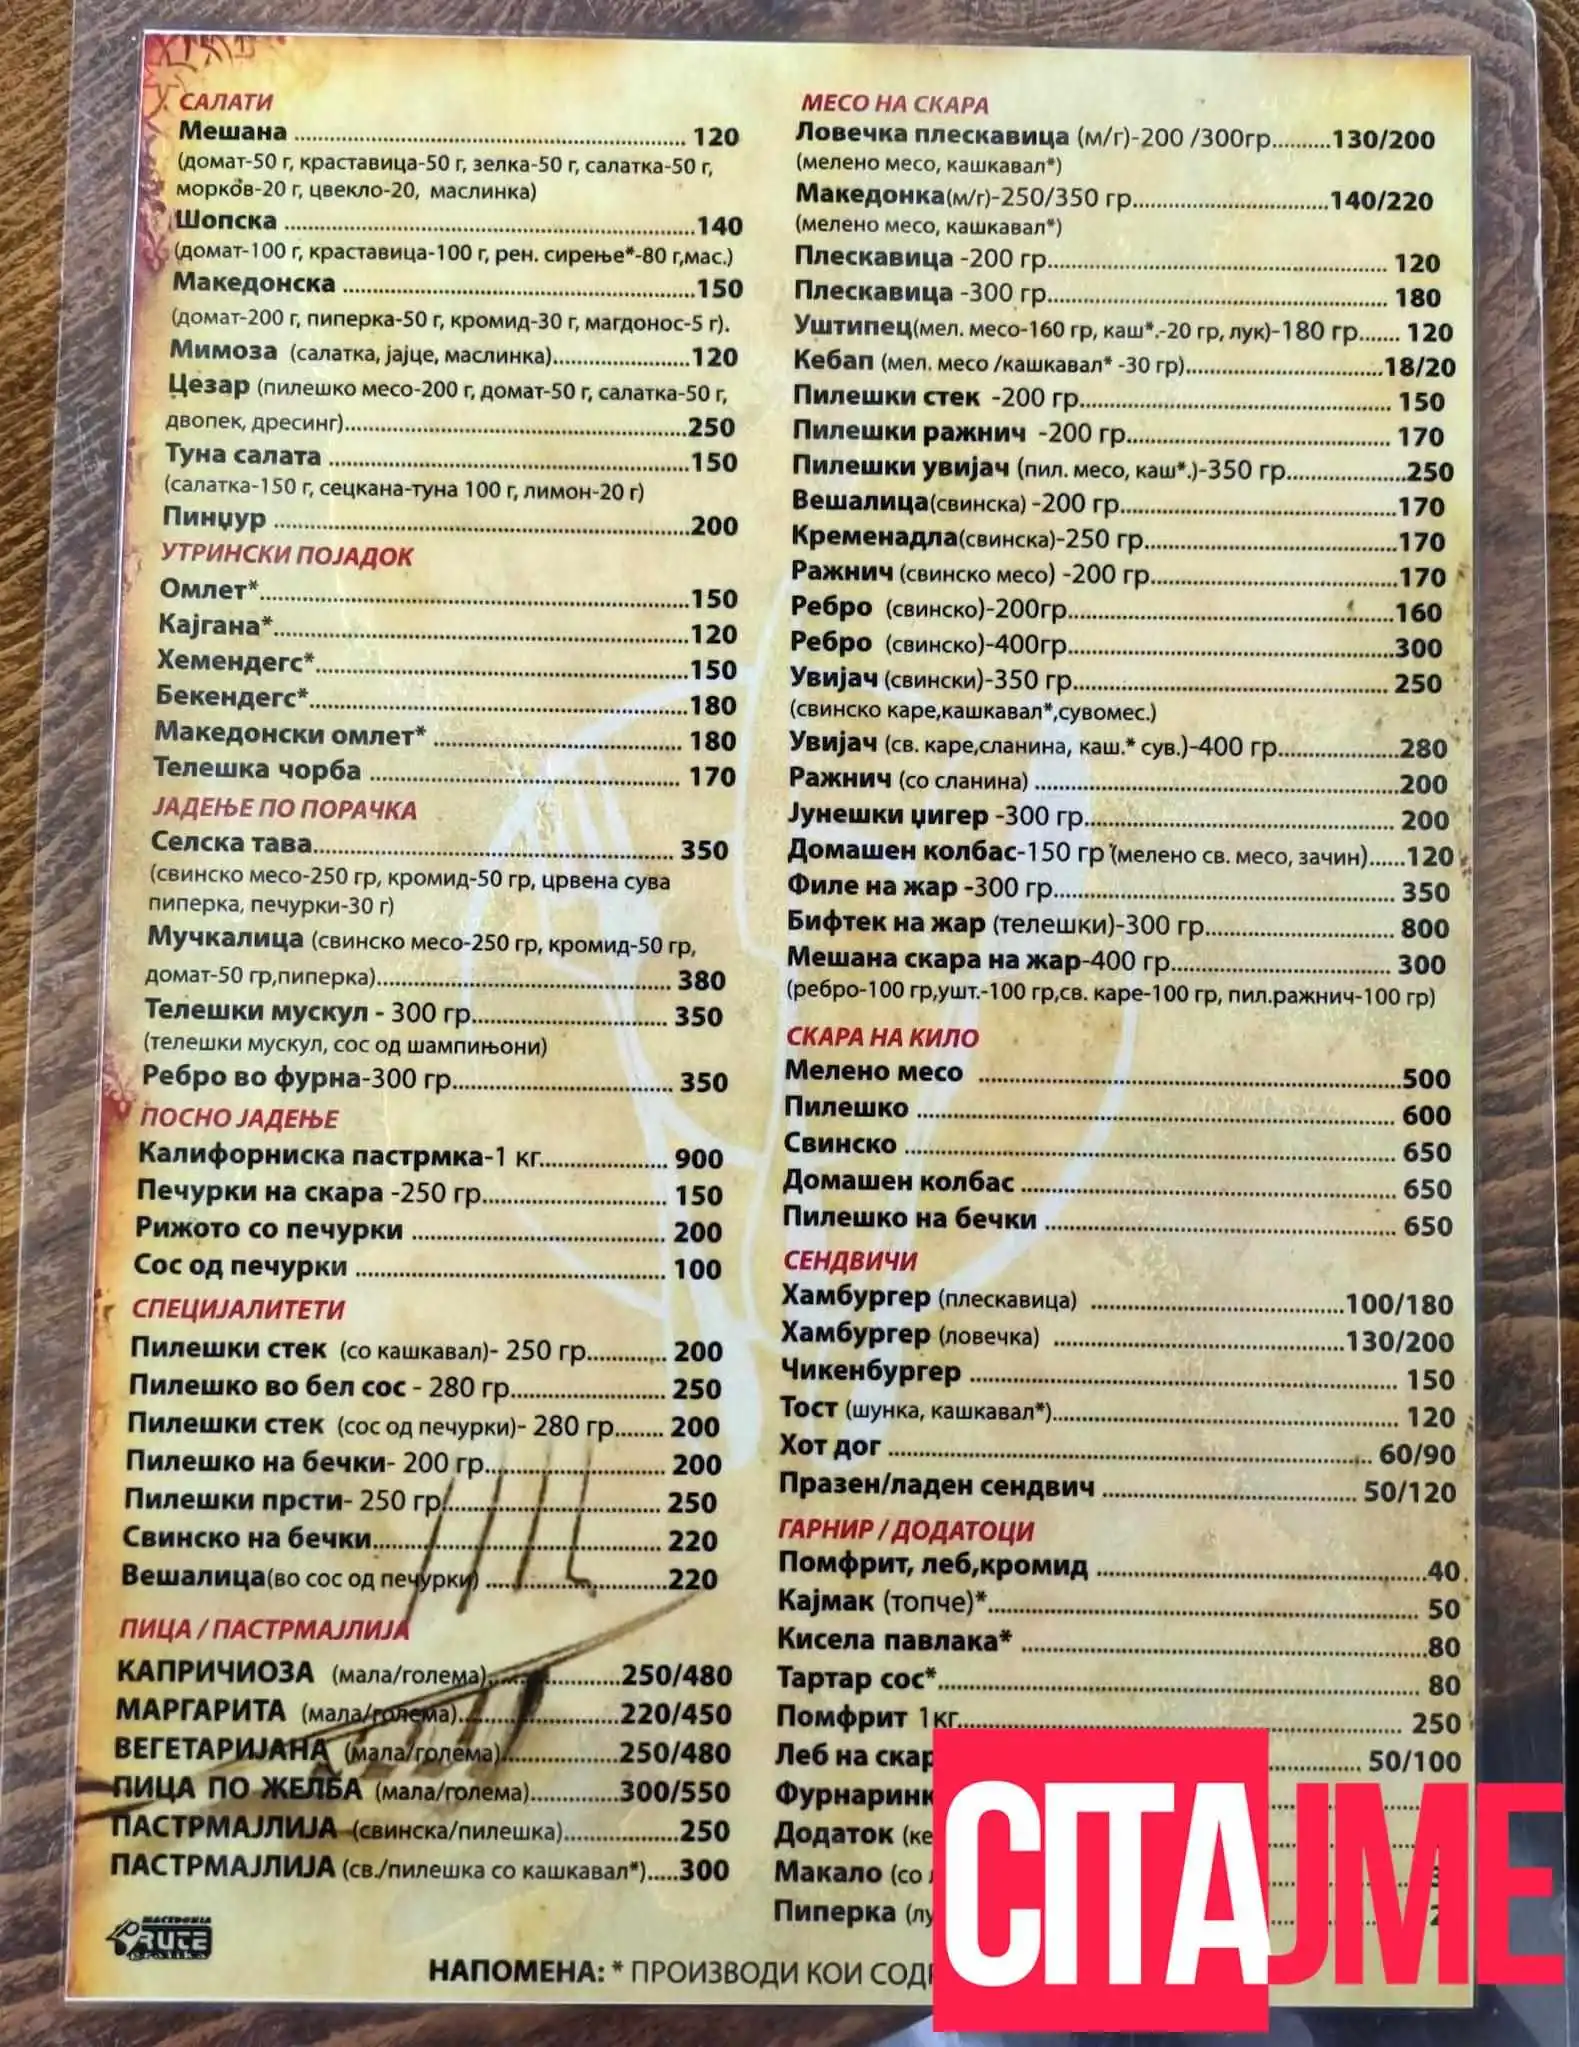 САЛАТИ
Мешана 120
(домат-50 г, краставица-50 г, зелка-50 г, салатка-50 г,
морков-20 г, цвекло-20, маслинка)
Шопска 140
(домат-100 г, краставица-100 г, рен. сирење*-80 г,мас.)
Македонска 150
(домат-200 г, пиперка-50 г, кромид-30 г, магдонос-5 г).
Мимоза (салатка, јајце, маслинка) 120
Цезар (пилешко месо-200 г, домат-50 г, салатка-50 г,
двопек, дресинг) 250
Туна салата 150
(салатка-150 г, сецкана-туна 100 г, лимон-20 г)
Пинџур 200
УТРИНСКИ ПОЈАДОК
Омлет* 150
Кајгана* 120
Хемендегс* 150
Бекендегс* 180
Македонски омлет* 180
Телешка чорба 170
ЈАДЕЊЕ ПО ПОРАЧКА
Селска тава 350
(свинско месо-250 гр, кромид-50 гр, црвена сува
пиперка, печурки-30 г)
Мучкалица (свинско месо-250 гр, кромид-50 гр,
домат-50 гр,пиперка) 380
Телешки мускул - 300 гр 350
(телешки мускул, сос од шампињони)
Ребро во фурна-300 гр 350
ПОСНО ЈАДЕЊЕ
Калифорниска пастрмка-1 кг 900
Печурки на скара -250 гр 150
Рижото со печурки 200
Сос од печурки 100
СПЕЦИЈАЛИТЕТИ
Пилешки стек (со кашкавал)- 250 гр 200
Пилешко во бел сос - 280 гр 250
Пилешки стек (сос од печурки)- 280 гр 200
Пилешко на бечки- 200 гр 200
Пилешки прсти- 250 гр 250
Свинско на бечки 220
Вешалица(во сос од печурки) 220
ПИЦА / ПАСТРМАЈЛИЈА
КАПРИЧИОЗА (мала/голема) 250/480
МАРГАРИТА (мала/голема) 220/450
ВЕГЕТАРИЈАНА (мала/голема) 250/480
ПИЦА ПО ЖЕЛБА (мала/голема) 300/550
ПАСТРМАЈЛИЈА (свинска/пилешка) 250
ПАСТРМАЈЛИЈА (св./пилешка со кашкавал*) 300
MACEDONIA
RUTE
МЕСО НА СКАРА
Ловечка плескавица (м/г)-200 /300гр 130/200
(мелено месо, кашкавал*)
Македонка(м/г)-250/350 гр 140/220
(мелено месо, кашкавал*)
Плескавица -200 гр 120
Плескавица -300 гр 180
Уштипец(мел. месо-160 гр, каш*.-20 гр, лук)-180 гр 120
Кебап (мел. месо /кашкавал* -30 гр) 18/20
Пилешки стек -200 гр 150
Пилешки ражнич -200 гр 170
Пилешки увијач (пил. месо, каш*.)-350 гр 250
Вешалица(свинска) -200 гр 170
Кременадла(свинска)-250 гр 170
Ражнич (свинско месо) -200 гр 170
Ребро (свинско)-200гр 160
Ребро (свинско)-400гр 300
Увијач (свински)-350 гр 250
(свинско каре,кашкавал*,сувомес.)
Увијач (св. каре,сланина, каш.* сув.)-400 гр 280
Ражнич (со сланина) 200
Јунешки џигер -300 гр 200
Домашен колбас-150 гр (мелено св. месо, зачин) 120
Филе на жар -300 гр 350
Бифтек на жар (телешки)-300 гр 800
Мешана скара на жар-400 гр 300
(ребро-100 гр,ушт.-100 гр,св. каре-100 гр, пил.ражнич-100 гр)
СКАРА НА КИЛО
Мелено месо 500
Пилешко 600
Свинско 650
Домашен колбас 650
Пилешко на бечки 650
СЕНДВИЧИ
Хамбургер (плескавица) 100/180
Хамбургер (ловечка) 130/200
Чикенбургер 150
Тост (шунка, кашкавал*) 120
Хот дог 60/90
Празен/ладен сендвич 50/120
ГАРНИР / ДОДАТОЦИ
Помфрит, леб,кромид 40
Кајмак (топче)* 50
Кисела павлака* 80
Тартар сос* 80
Помфрит 1кг 250
Леб на скар 50/100
Фурнарин
Додаток (ке
Макало (со
Пиперка (лу
НАПОМЕНА: * ПРОИЗВОДИ КОИ СОД
CITAJME